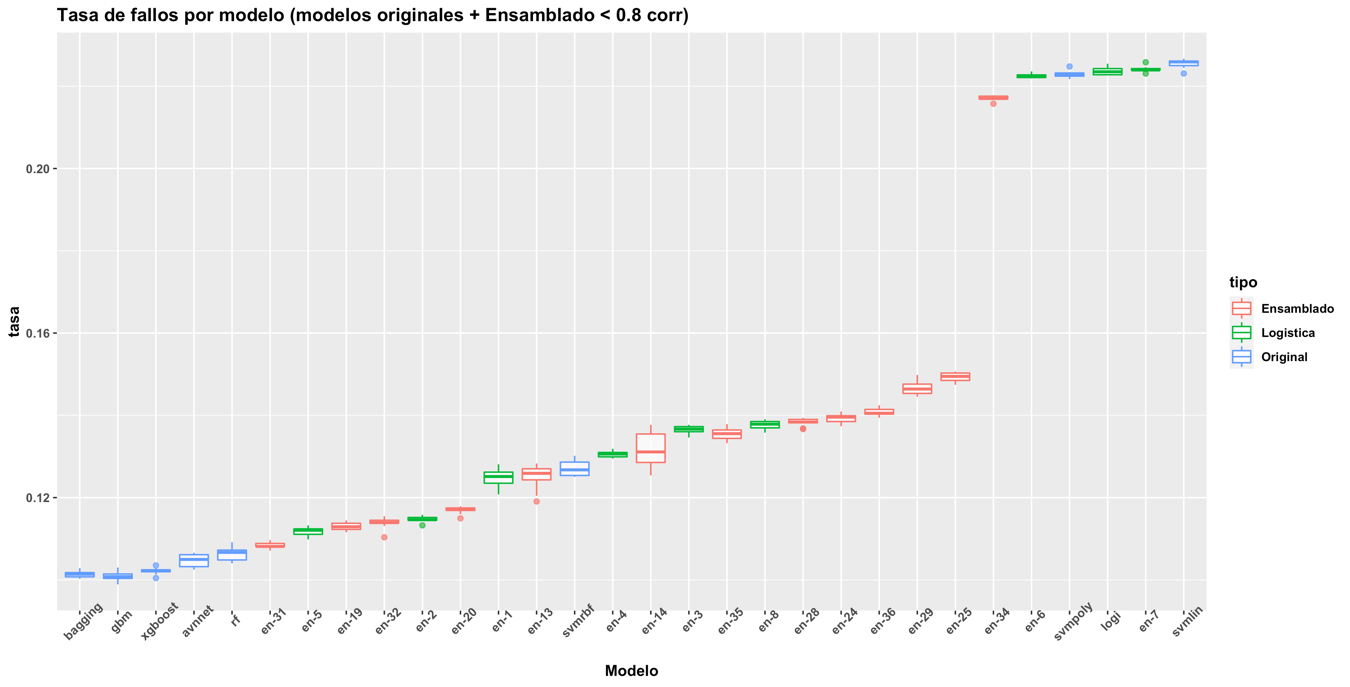 Tasa de fallos por modelo (modelos originales + Ensamblado < 0.8 corr)
tasa
0.20
0.16
0.12
tipo
Ensamblado
Logistica
Original
bagging
gbm
xgboost
avnnet
rf
en-31
en-5
en-19
en-32
en-2
en-20
en-1
en-13
svmrbf
en-4
en-14
en-3
en-35
en-8
en-28
en-24
en-36
en-29
en-25
en-34
en-6
svmpoly
logi
en-7
svmlin
Modelo